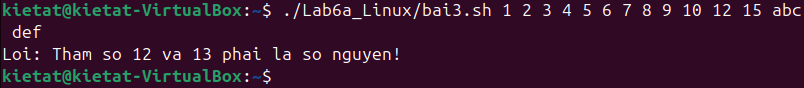 kietat@kietat-VirtualBox:~$ ./Lab6a_Linux/bai3.sh 1 2 3 4 5 6 7 8 9 10 12 15 abc
 def
Loi: Tham so 12 va 13 phai la so nguyen!
kietat@kietat-VirtualBox:~$